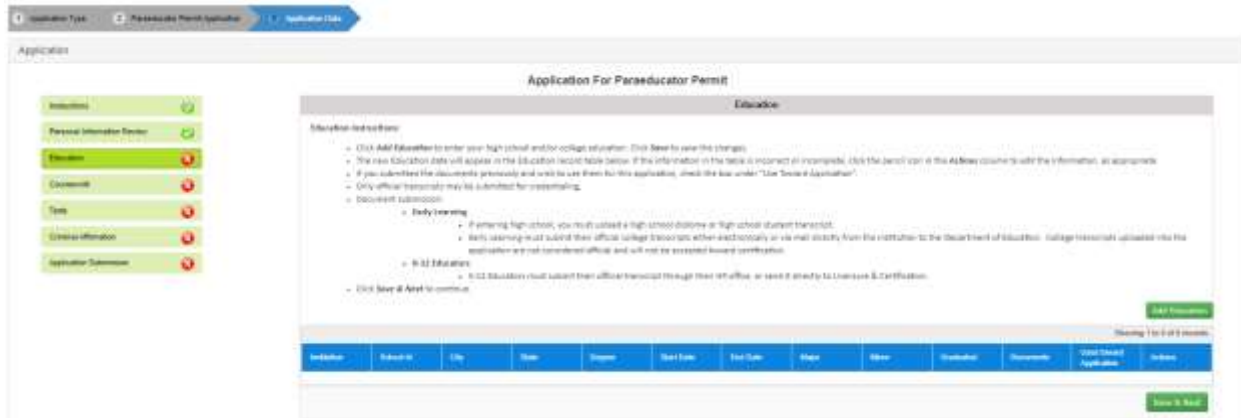 1 Application Type 2 Paraeducator Permit Application Application Data
Application
Application For Paraeducator Permit
Instructions
Personal Information Review
Education
Coursework
Tests
Criminal Affirmation
Application Submission
Education
Education Instructions:
Click Add Education to enter your high school and/or college education. Click Save to save the changes.
The new Education data will appear in the Education record table below. If the information in the table is incorrect or incomplete, click the pencil icon in the Actions column to edit the information, as appropriate.
If you submitted the documents previously and wish to use them for this application, check the box under "Use Toward Application".
Only official transcripts may be submitted for credentialing.
Document submission:
Early Learning
If entering high school, you must upload a high school diploma or high school student transcript.
Early Learning must submit their official college transcripts either electronically or via mail directly from the institution to the Department of Education. College transcripts uploaded into the
application are not considered official and will not be accepted toward certification.
K-12 Education:
K-12 Education must submit their official transcript through their HR office, or send it directly to Licensure & Certification.
Click Save & Next to continue.
Add Education
Showing 1 to 0 of 0 records
Institution School Id City State Degree Start Date End Date Major Minor Graduated Documents Used Toward Application Actions
Save & Next